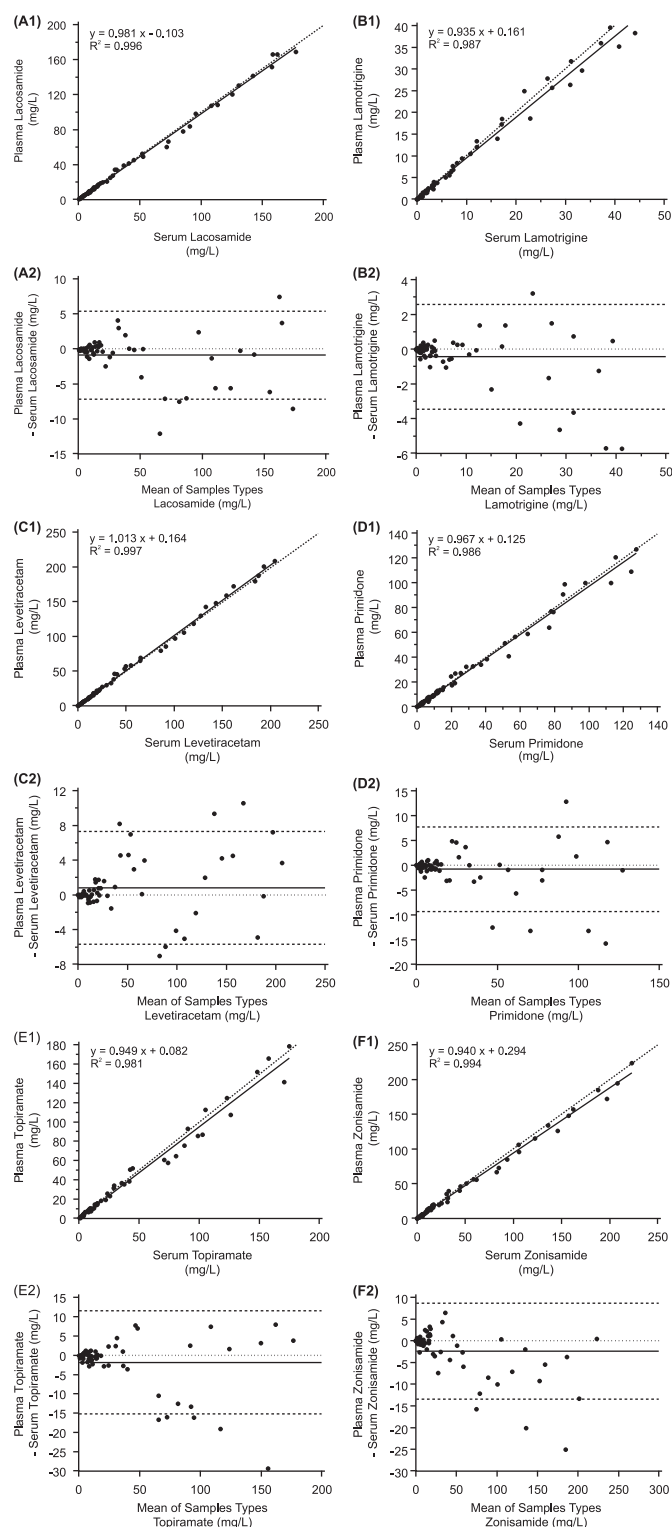 (A1)
y = 0.981 x - 0.103
R² = 0.996
200
160
120
80
40
0
0 50 100 150 200
Plasma Lacosamide
(mg/L)
Serum Lacosamide
(mg/L)
(B1)
y = 0.935 x + 0.161
R² = 0.987
40
35
30
25
20
15
10
5
0
0 10 20 30 40 50
Plasma Lamotrigine
(mg/L)
Serum Lamotrigine
(mg/L)
(A2)
10
5
0
-5
-10
-15
0 50 100 150 200
Plasma Lacosamide
- Serum Lacosamide (mg/L)
Mean of Samples Types
Lacosamide (mg/L)
(B2)
4
2
0
-2
-4
-6
0 10 20 30 40 50
Plasma Lamotrigine
- Serum Lamotrigine (mg/L)
Mean of Samples Types
Lamotrigine (mg/L)
(C1)
y = 1.013 x + 0.164
R² = 0.997
250
200
150
100
50
0
0 50 100 150 200 250
Plasma Levetiracetam
(mg/L)
Serum Levetiracetam
(mg/L)
(D1)
y = 0.967 x + 0.125
R² = 0.986
140
120
100
80
60
40
20
0
0 20 40 60 80 100 120 140
Plasma Primidone
(mg/L)
Serum Primidone
(mg/L)
(C2)
12
8
4
0
-4
-8
0 50 100 150 200 250
Plasma Levetiracetam
- Serum Levetiracetam (mg/L)
Mean of Samples Types
Levetiracetam (mg/L)
(D2)
15
10
5
0
-5
-10
-15
-20
0 50 100 150
Plasma Primidone
- Serum Primidone (mg/L)
Mean of Samples Types
Primidone (mg/L)
(E1)
y = 0.949 x + 0.082
R² = 0.981
180
160
140
120
100
80
60
40
20
0
0 50 100 150 200
Plasma Topiramate
(mg/L)
Serum Topiramate
(mg/L)
(F1)
y = 0.940 x + 0.294
R² = 0.994
250
200
150
100
50
0
0 50 100 150 200 250
Plasma Zonisamide
(mg/L)
Serum Zonisamide
(mg/L)
(E2)
15
10
5
0
-5
-10
-15
-20
-25
-30
0 50 100 150 200
Plasma Topiramate
- Serum Topiramate (mg/L)
Mean of Samples Types
Topiramate (mg/L)
(F2)
10
5
0
-5
-10
-15
-20
-25
-30
0 50 100 150 200 250 300
Plasma Zonisamide
- Serum Zonisamide (mg/L)
Mean of Samples Types
Zonisamide (mg/L)